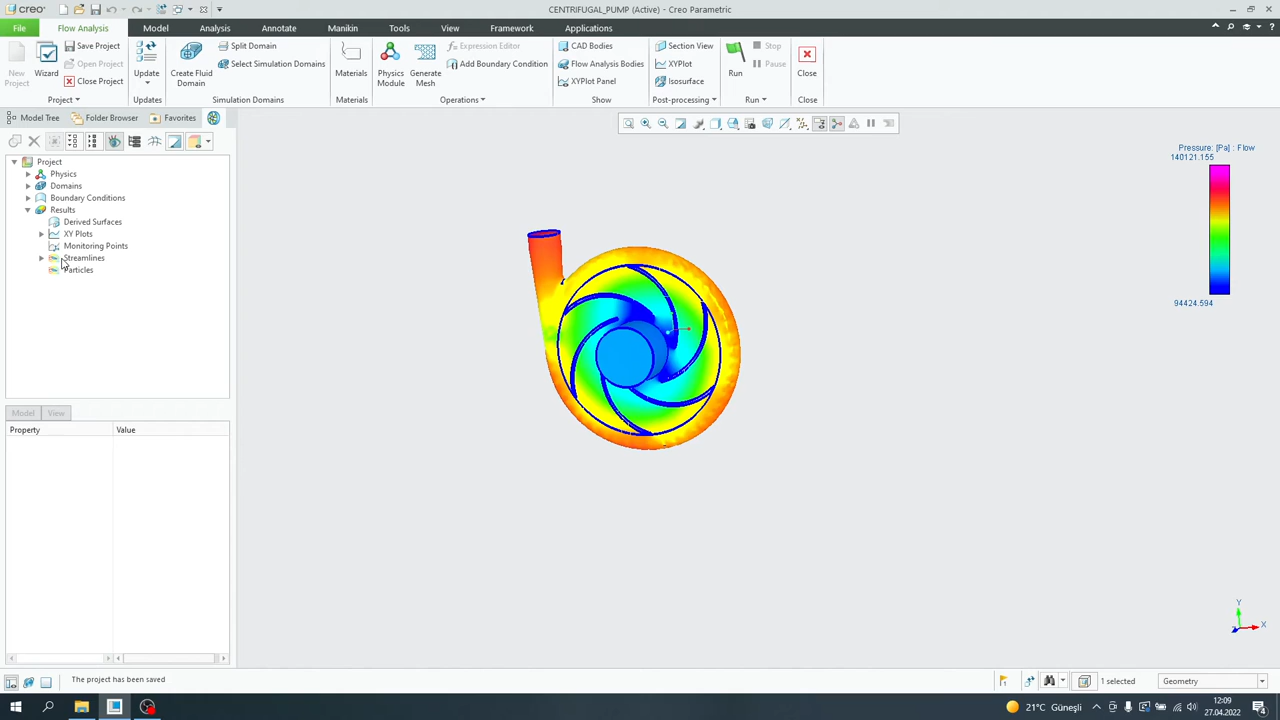 creo
CENTRIFUGAL_PUMP (Active) - Creo Parametric
File
Flow Analysis
Model
Analysis
Annotate
Manikin
Tools
View
Framework
Applications
New Project
Wizard
Save Project
Open Project
Close Project
Update
Create Fluid Domain
Split Domain
Select Simulation Domains
Materials
Physics Module
Generate Mesh
Expression Editor
Add Boundary Condition
CAD Bodies
Flow Analysis Bodies
XYPlot Panel
Section View
XYPlot
Isosurface
Run
Stop
Pause
Close
Project
Updates
Simulation Domains
Materials
Operations
Show
Post-processing
Run
Close
Model Tree
Folder Browser
Favorites
Project
Physics
Domains
Boundary Conditions
Results
Derived Surfaces
XY Plots
Monitoring Points
Streamlines
Particles
Pressure: [Pa] : Flow
140121.155
94424.594
Model
View
Property
Value
Y
X
The project has been saved
1 selected
Geometry
21°C Güneşli
12:09
27.04.2022
4